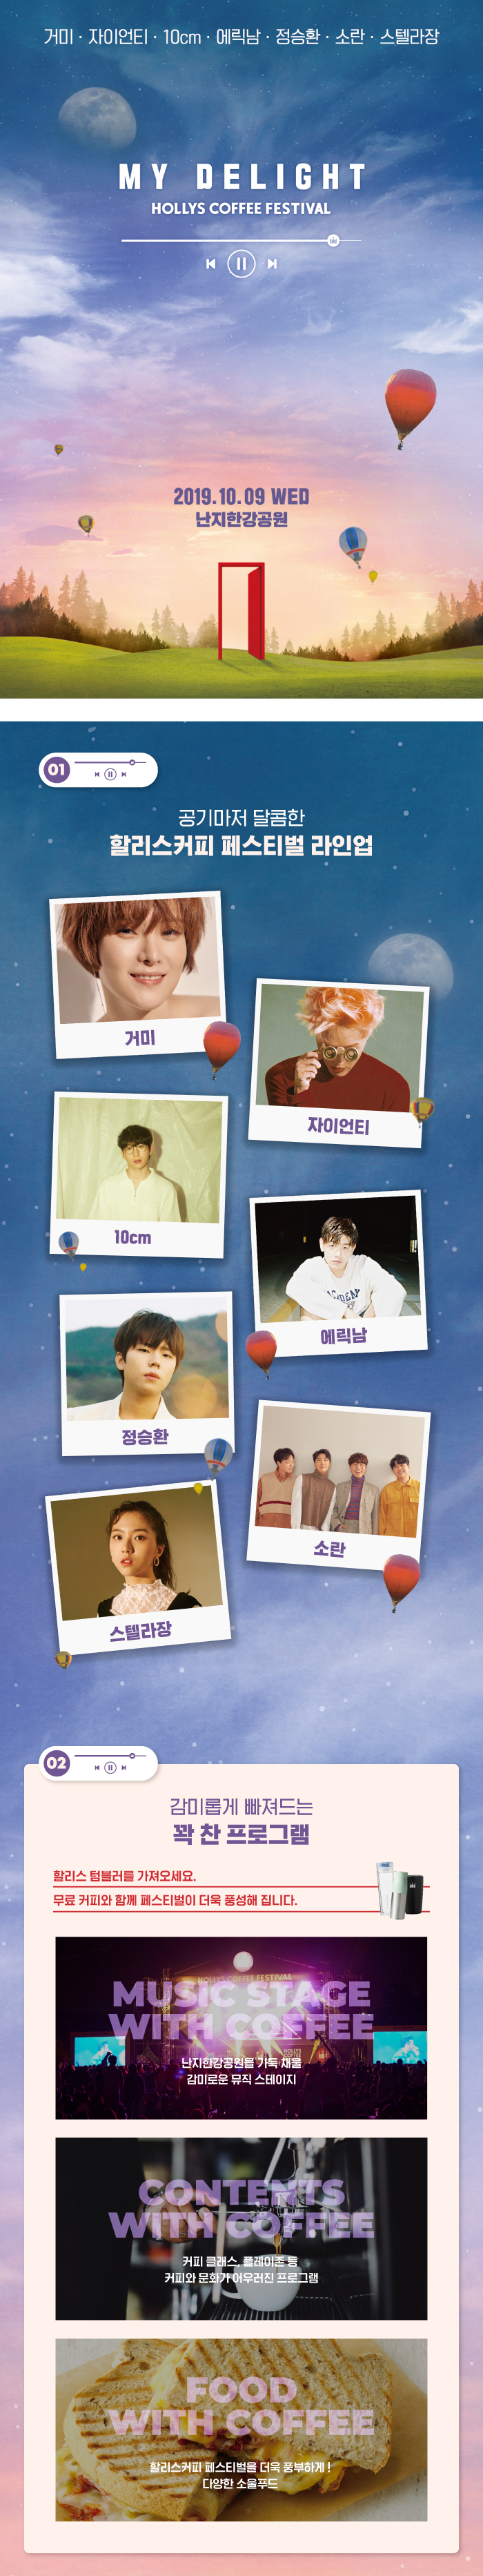 거미 · 자이언티 · 10cm · 에릭남 · 정승환 · 소란 · 스텔라장
MY DELIGHT
HOLLYS COFFEE FESTIVAL
2019.10.09 WED
난지한강공원
01
공기마저 달콤한
할리스커피 페스티벌 라인업
거미
자이언티
10cm
에릭남
정승환
소란
스텔라장
02
감미롭게 빠져드는
꽉 찬 프로그램
할리스 텀블러를 가져오세요.
무료 커피와 함께 페스티벌이 더욱 풍성해 집니다.
HOLLYS COFFEE FESTIVAL
MUSIC STAGE
WITH COFFEE
난지한강공원을 가득 채울
감미로운 뮤직 스테이지
CONTENTS
WITH COFFEE
커피 클래스, 플레이존 등
커피와 문화가 어우러진 프로그램
FOOD
WITH COFFEE
할리스커피 페스티벌을 더욱 풍부하게 !
다양한 소울푸드